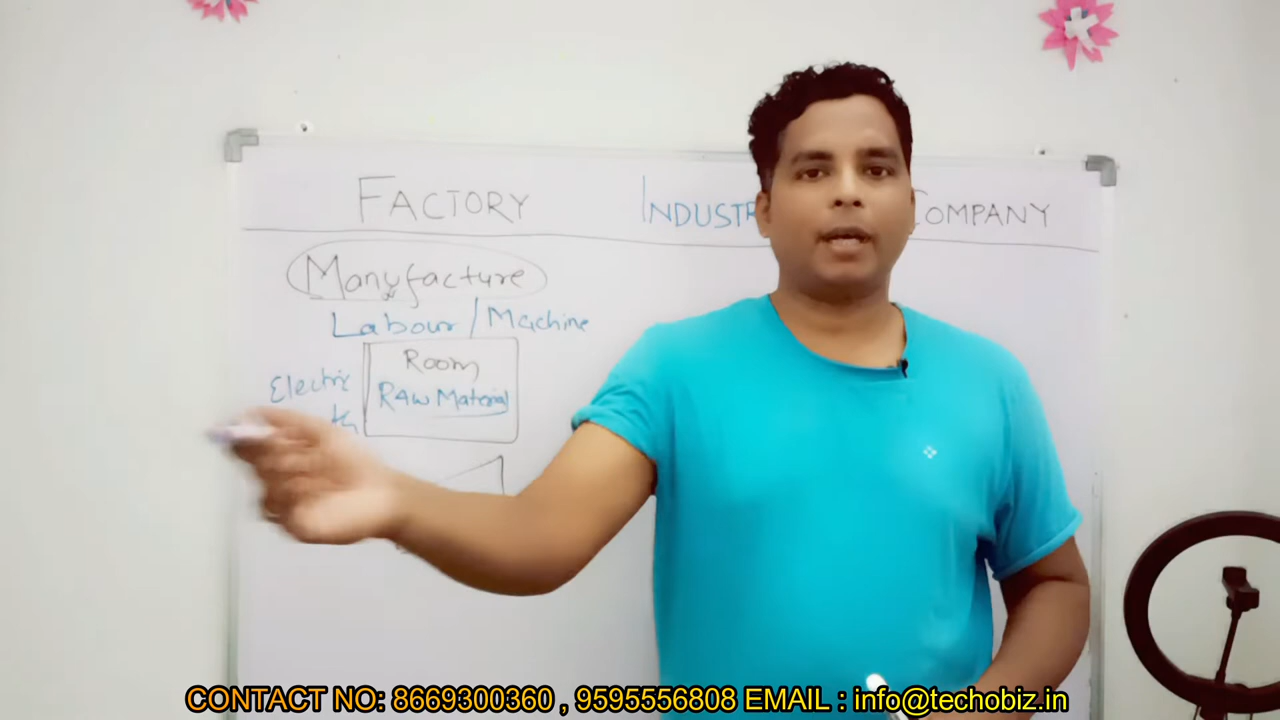 FACTORY INDUSTR COMPANY
Manufacture
Labour / Machine
Room
Electric RAW Material
CONTACT NO: 8669300360 , 9595556808 EMAIL : info@techobiz.in